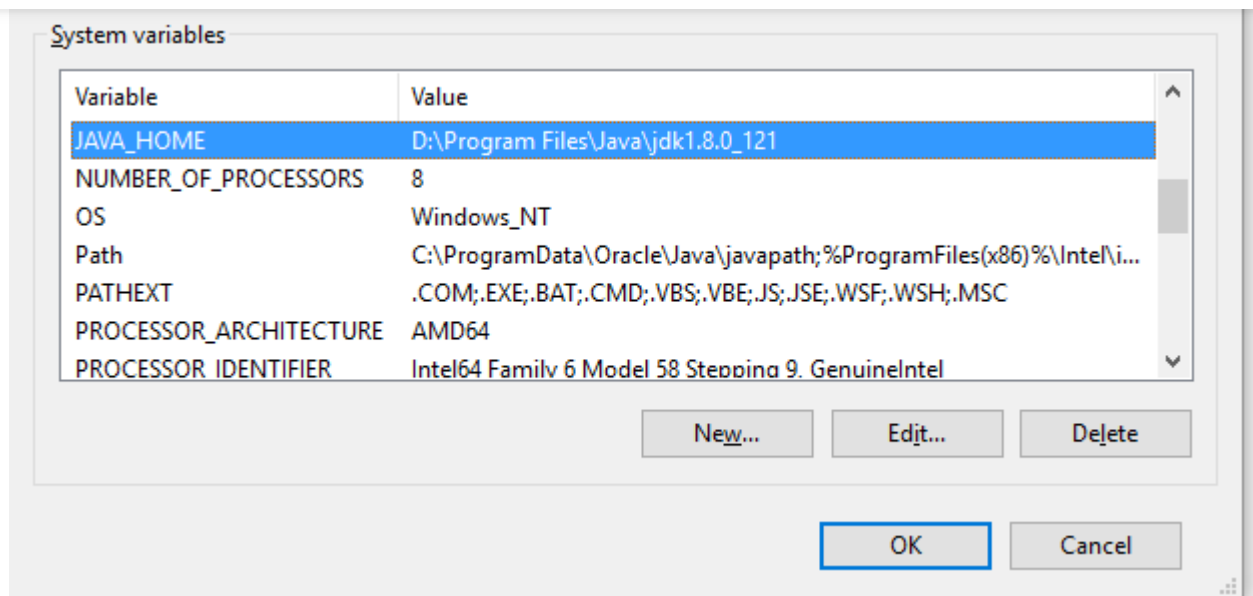 System variables
Variable Value
JAVA_HOME D:\Program Files\Java\jdk1.8.0_121
NUMBER_OF_PROCESSORS 8
OS Windows_NT
Path C:\ProgramData\Oracle\Java\javapath;%ProgramFiles(x86)%\Intel\i...
PATHEXT .COM;.EXE;.BAT;.CMD;.VBS;.VBE;.JS;.JSE;.WSF;.WSH;.MSC
PROCESSOR_ARCHITECTURE AMD64
PROCESSOR_IDENTIFIER Intel64 Family 6 Model 58 Stepping 9, GenuineIntel
New... Edit... Delete
OK Cancel